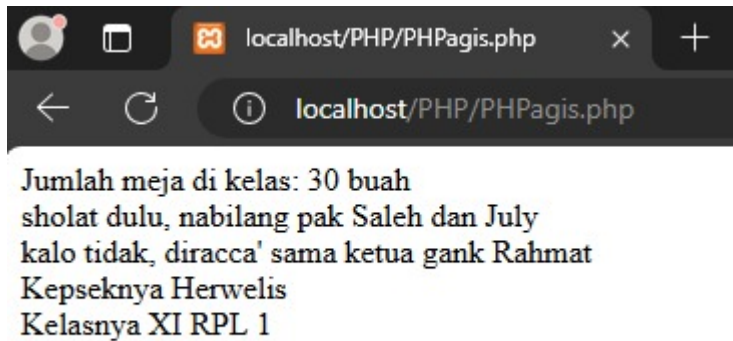 localhost/PHP/PHPagis.php
localhost/PHP/PHPagis.php
Jumlah meja di kelas: 30 buah
sholat dulu, nabilang pak Saleh dan July
kalo tidak, diracca' sama ketua gank Rahmat
Kepseknya Herwelis
Kelasnya XI RPL 1